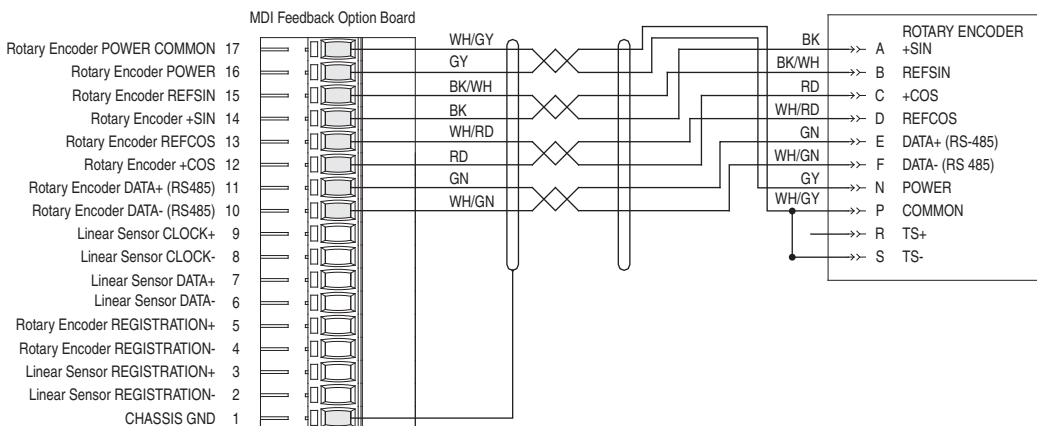 MDI Feedback Option Board
Rotary Encoder POWER COMMON 17
Rotary Encoder POWER 16
Rotary Encoder REFSIN 15
Rotary Encoder +SIN 14
Rotary Encoder REFCOS 13
Rotary Encoder +COS 12
Rotary Encoder DATA+ (RS485) 11
Rotary Encoder DATA- (RS485) 10
Linear Sensor CLOCK+ 9
Linear Sensor CLOCK- 8
Linear Sensor DATA+ 7
Linear Sensor DATA- 6
Rotary Encoder REGISTRATION+ 5
Rotary Encoder REGISTRATION- 4
Linear Sensor REGISTRATION+ 3
Linear Sensor REGISTRATION- 2
CHASSIS GND 1
WH/GY
GY
BK/WH
BK
WH/RD
RD
GN
WH/GN
BK
BK/WH
RD
WH/RD
GN
WH/GN
GY
WH/GY
ROTARY ENCODER
A +SIN
B REFSIN
C +COS
D REFCOS
E DATA+ (RS-485)
F DATA- (RS 485)
N POWER
P COMMON
R TS+
S TS-